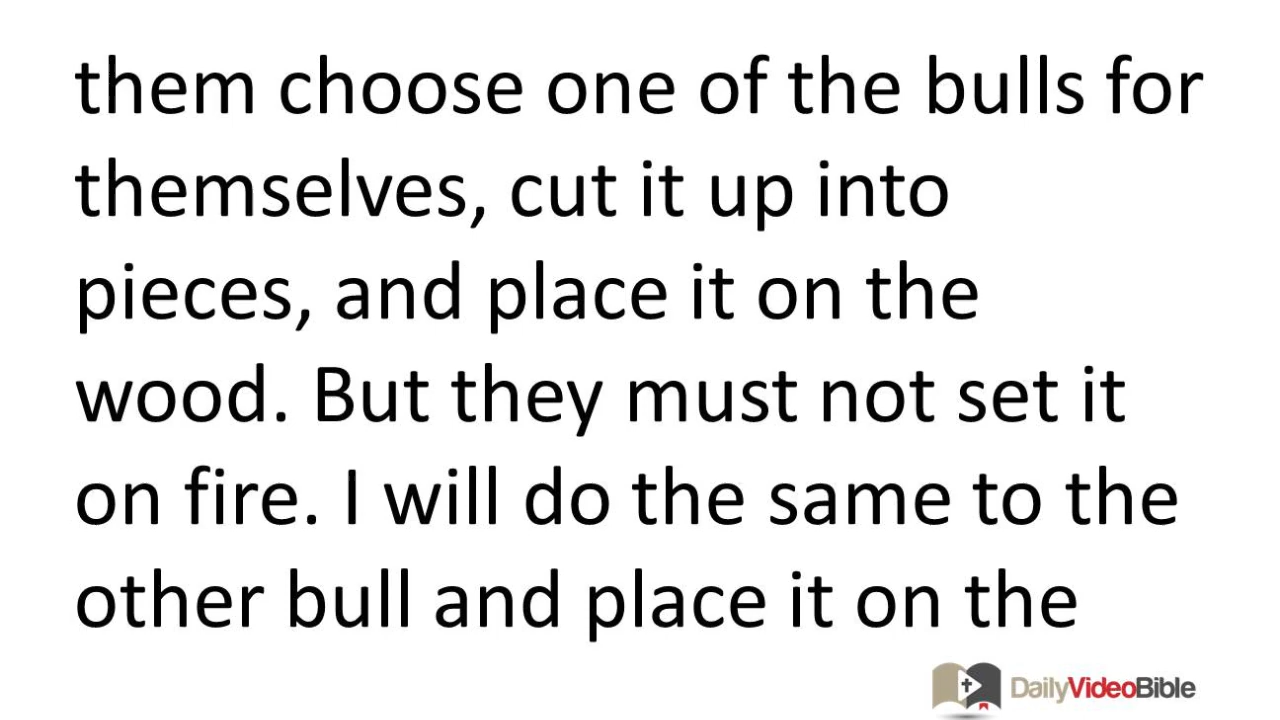 them choose one of the bulls for
themselves, cut it up into
pieces, and place it on the
wood. But they must not set it
on fire. I will do the same to the
other bull and place it on the
DailyVideoBible